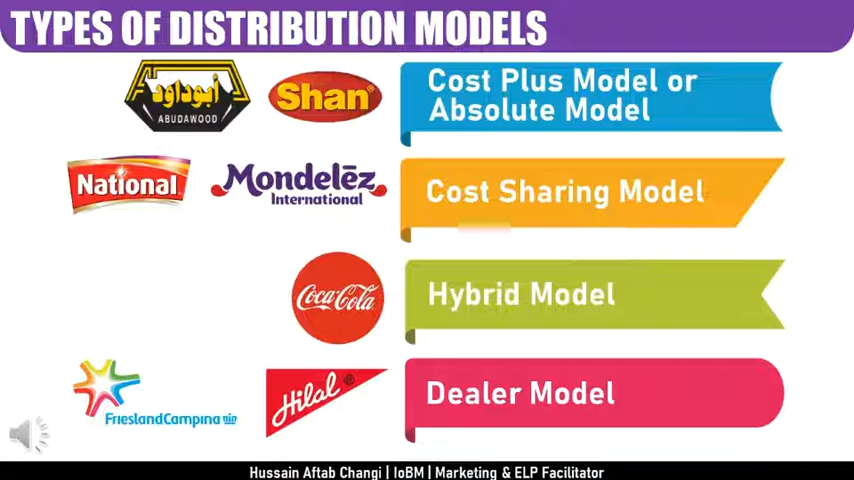 TYPES OF DISTRIBUTION MODELS
أبوداود
ABUDAWOOD
Shan
Cost Plus Model or
Absolute Model
National
Mondelēz
International
Cost Sharing Model
Coca-Cola
Hybrid Model
FrieslandCampina
Hilal
Dealer Model
Hussain Aftab Changi | IoBM | Marketing & ELP Facilitator